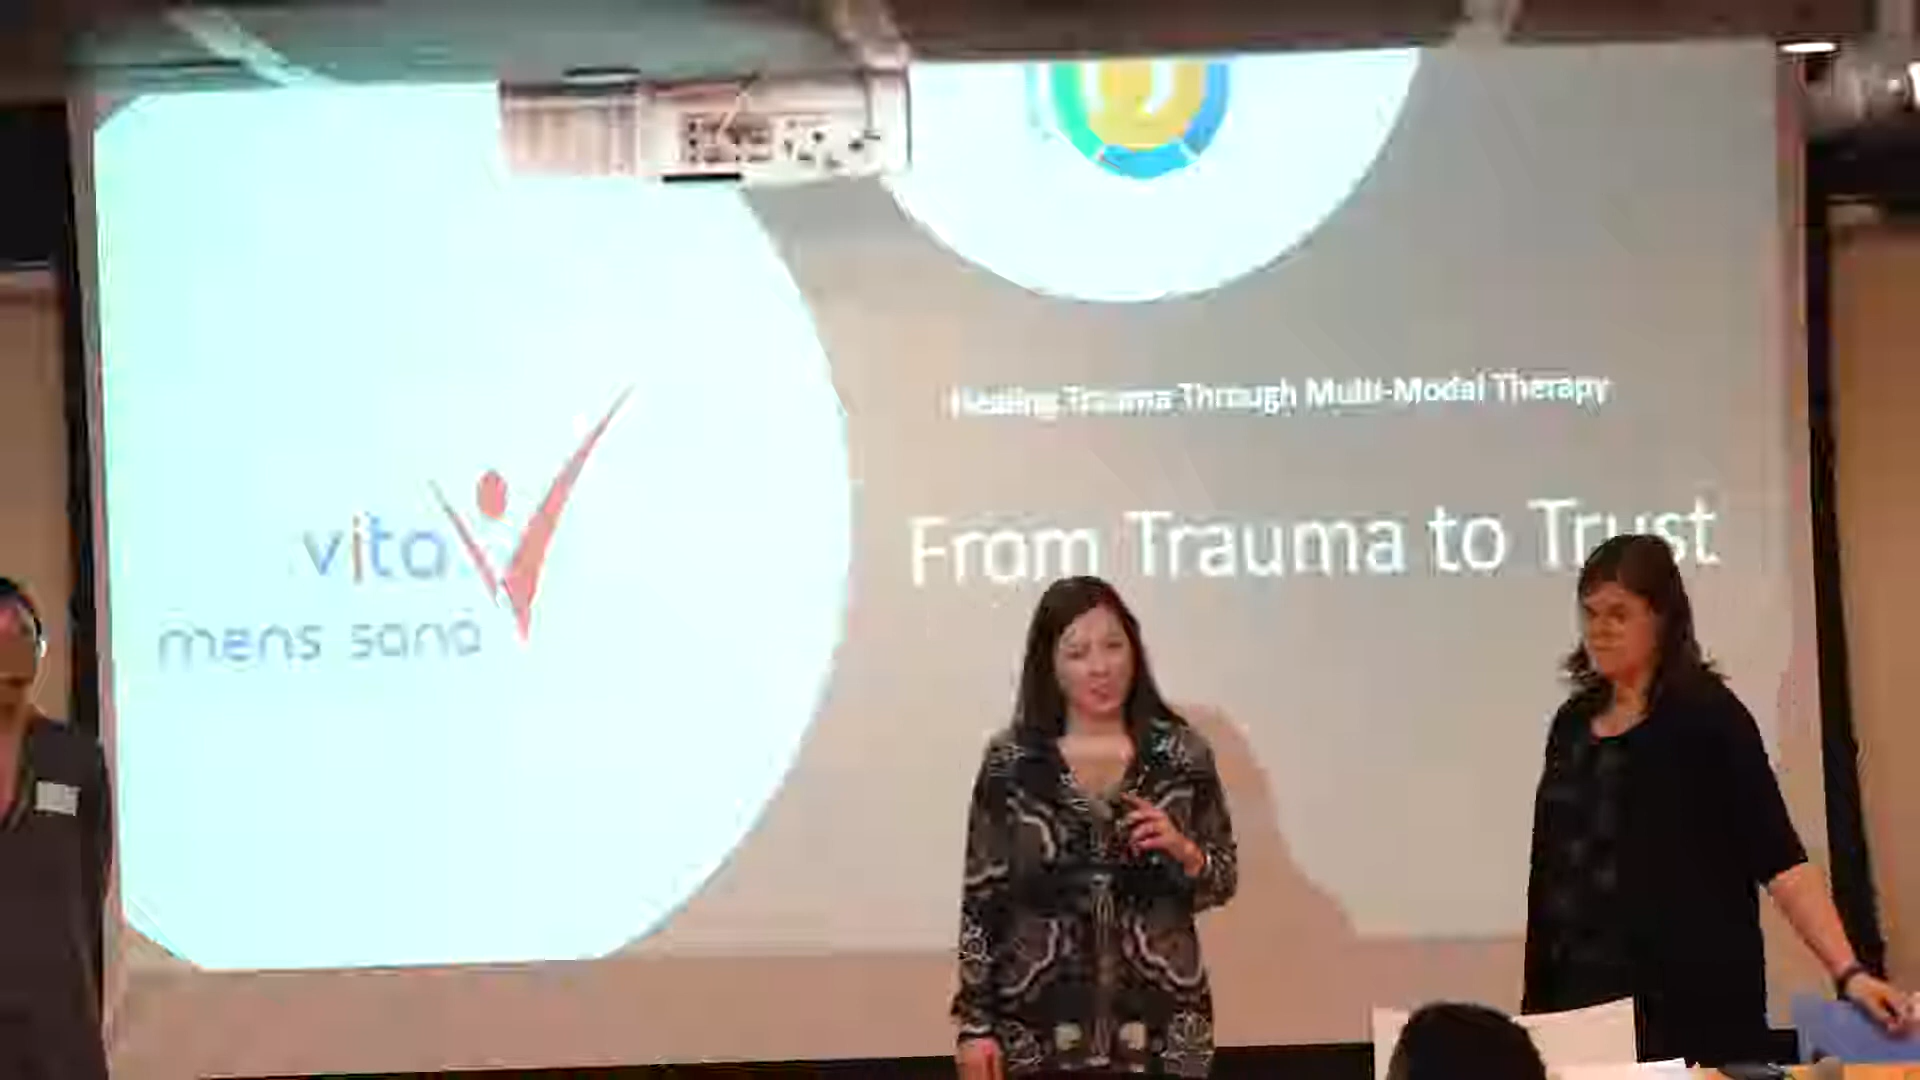 vita
mens sana
Healing Trauma Through Multi-Modal Therapy
From Trauma to Trust